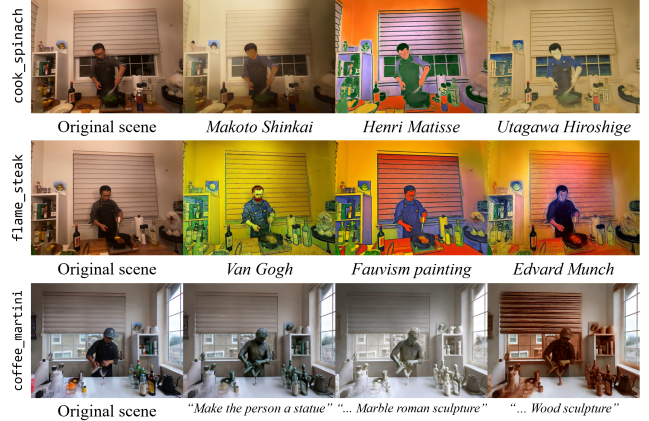 cook_spinach
Original scene
Makoto Shinkai
Henri Matisse
Utagawa Hiroshige
flame_steak
Original scene
Van Gogh
Fauvism painting
Edvard Munch
coffee_martini
Original scene
“Make the person a statue”
“... Marble roman sculpture”
“... Wood sculpture”